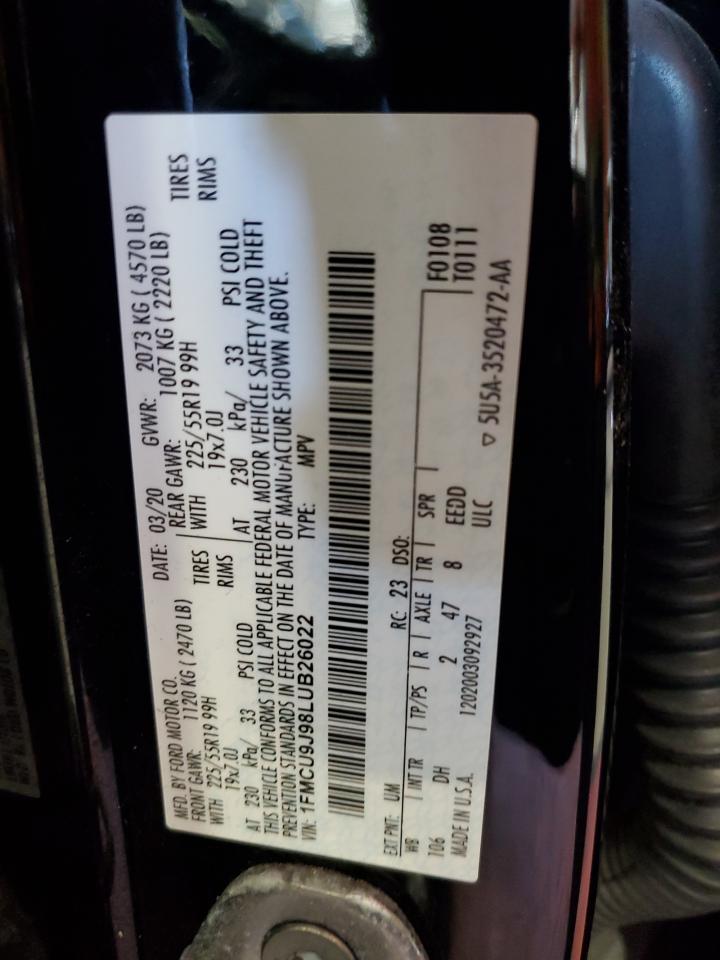 MFD. BY FORD MOTOR CO.
DATE: 03/20 GVWR: 2073 KG ( 4570 LB)
FRONT GAWR: 1120 KG ( 2470 LB) REAR GAWR: 1007 KG ( 2220 LB)
WITH 225/55R19 99H TIRES WITH 225/55R19 99H TIRES
19x7.0J RIMS 19x7.0J RIMS
AT 230 kPa/ 33 PSI COLD AT 230 kPa/ 33 PSI COLD
THIS VEHICLE CONFORMS TO ALL APPLICABLE FEDERAL MOTOR VEHICLE SAFETY AND THEFT
PREVENTION STANDARDS IN EFFECT ON THE DATE OF MANUFACTURE SHOWN ABOVE.
VIN: 1FMCU9J98LUB26022 TYPE: MPV
EXT PNT: UM RC: 23 DSO:
WB INT TR TP/PS R AXLE TR SPR F0108
106 DH 2 47 8 EEDD T0111
MADE IN U.S.A. 1202003092927 ULC ▽ 5U5A-3520472-AA